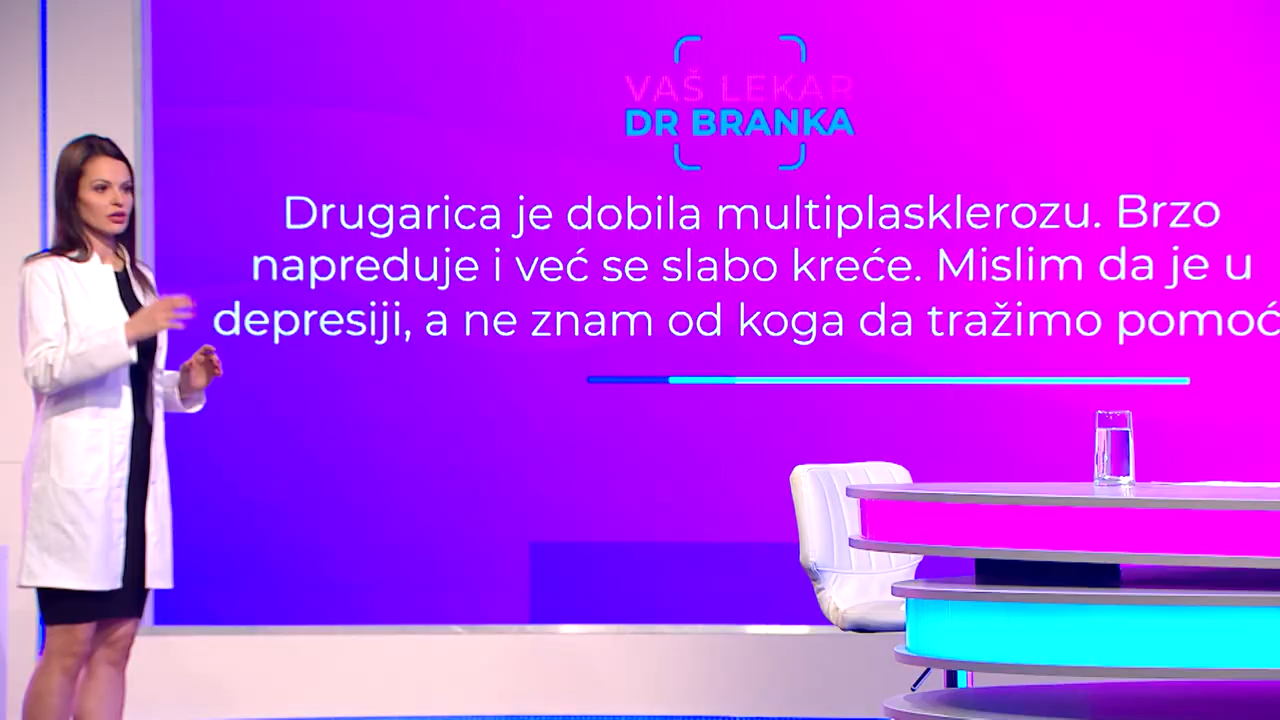 VAŠ LEKAR
DR BRANKA
Drugarica je dobila multiplasklerozu. Brzo
napreduje i već se slabo kreće. Mislim da je u
depresiji, a ne znam od koga da tražimo pomoć